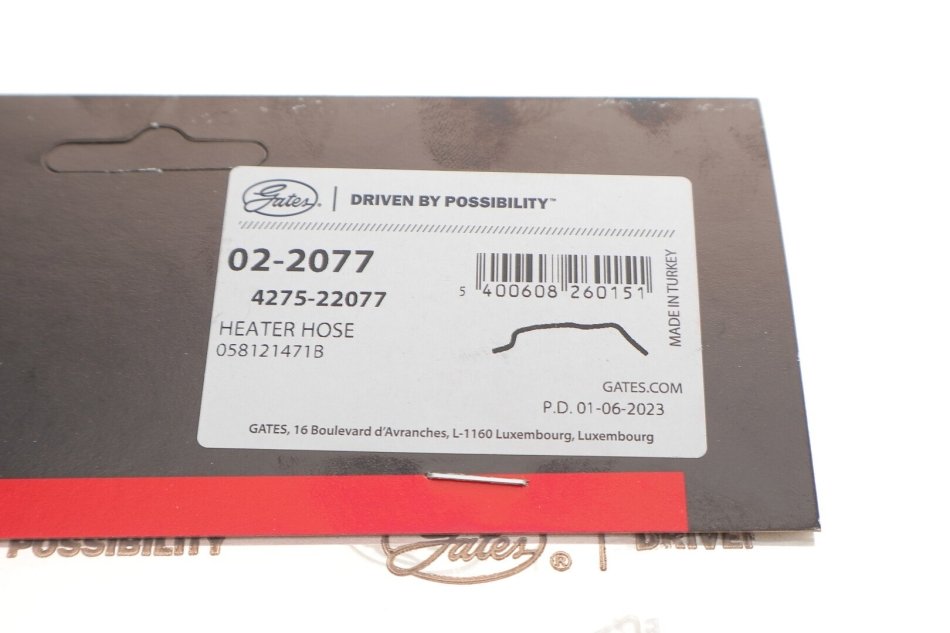 Gates® | DRIVEN BY POSSIBILITY™
02-2077
4275-22077
HEATER HOSE
058121471B
5 400608 260151
MADE IN TURKEY
GATES.COM
P.D. 01-06-2023
GATES, 16 Boulevard d'Avranches, L-1160 Luxembourg, Luxembourg
POSSIBILITY Gates® | DRIVEN